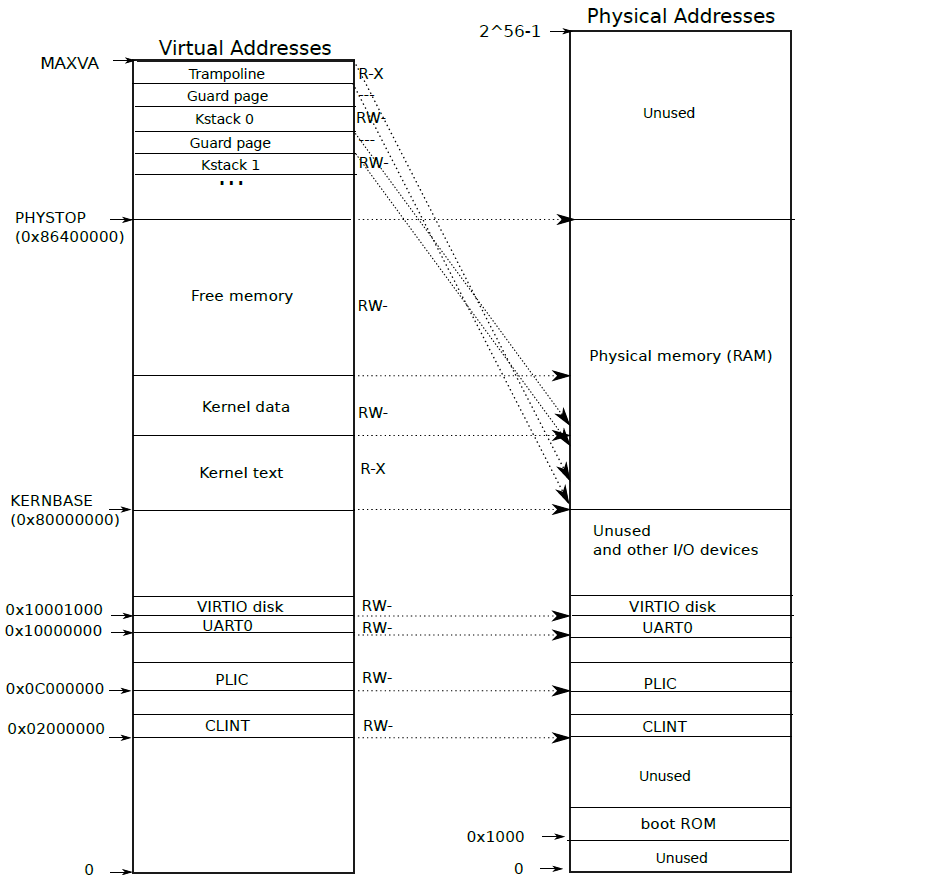 Physical Addresses
2^56-1
Virtual Addresses
MAXVA
Trampoline
R-X
Guard page
---
Unused
Kstack 0
RW-
Guard page
---
Kstack 1
RW-
...
PHYSTOP
(0x86400000)
Free memory
RW-
Physical memory (RAM)
Kernel data
RW-
Kernel text
R-X
KERNBASE
(0x80000000)
Unused
and other I/O devices
0x10001000
VIRTIO disk
RW-
VIRTIO disk
0x10000000
UART0
RW-
UART0
0x0C000000
PLIC
RW-
PLIC
0x02000000
CLINT
RW-
CLINT
Unused
boot ROM
0x1000
Unused
0
0